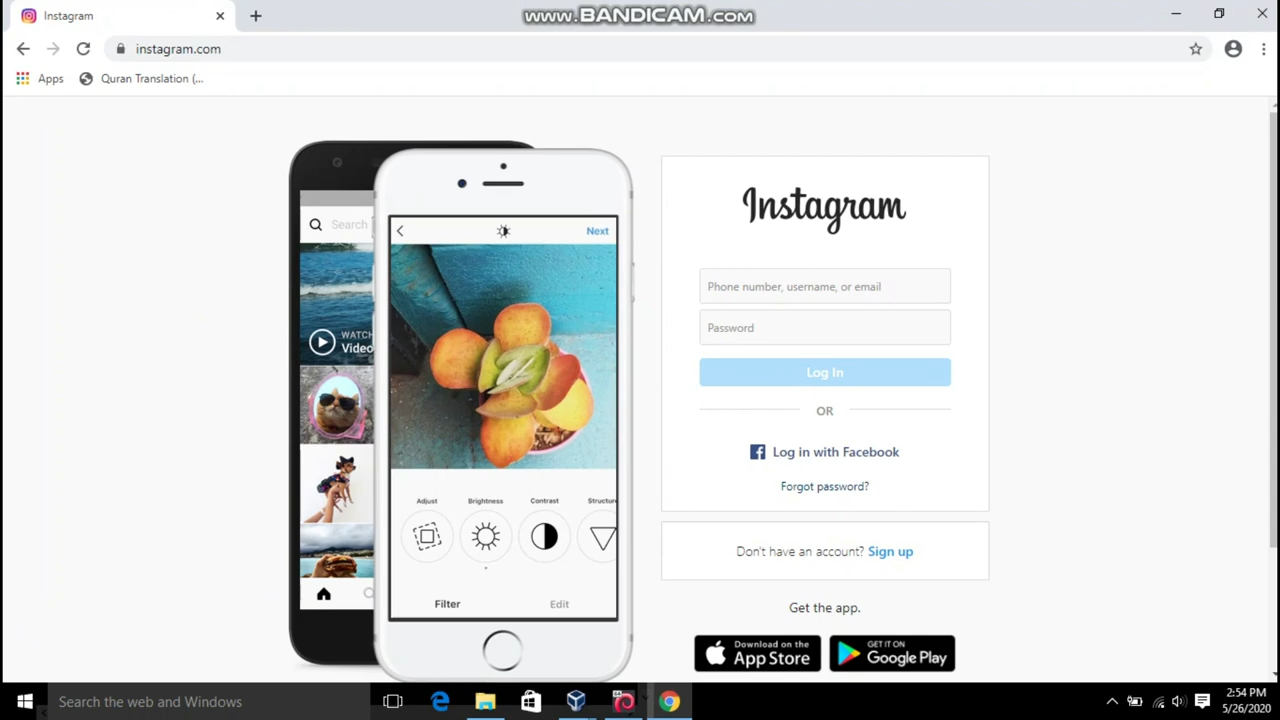 Instagram
www.BANDICAM.com
instagram.com
Apps
Quran Translation (...
Search
Next
WATCH
Video
Adjust
Brightness
Contrast
Structure
Filter
Edit
Instagram
Phone number, username, or email
Password
Log In
OR
Log in with Facebook
Forgot password?
Don't have an account? Sign up
Get the app.
Download on the
App Store
GET IT ON
Google Play
Search the web and Windows
2:54 PM
5/26/2020